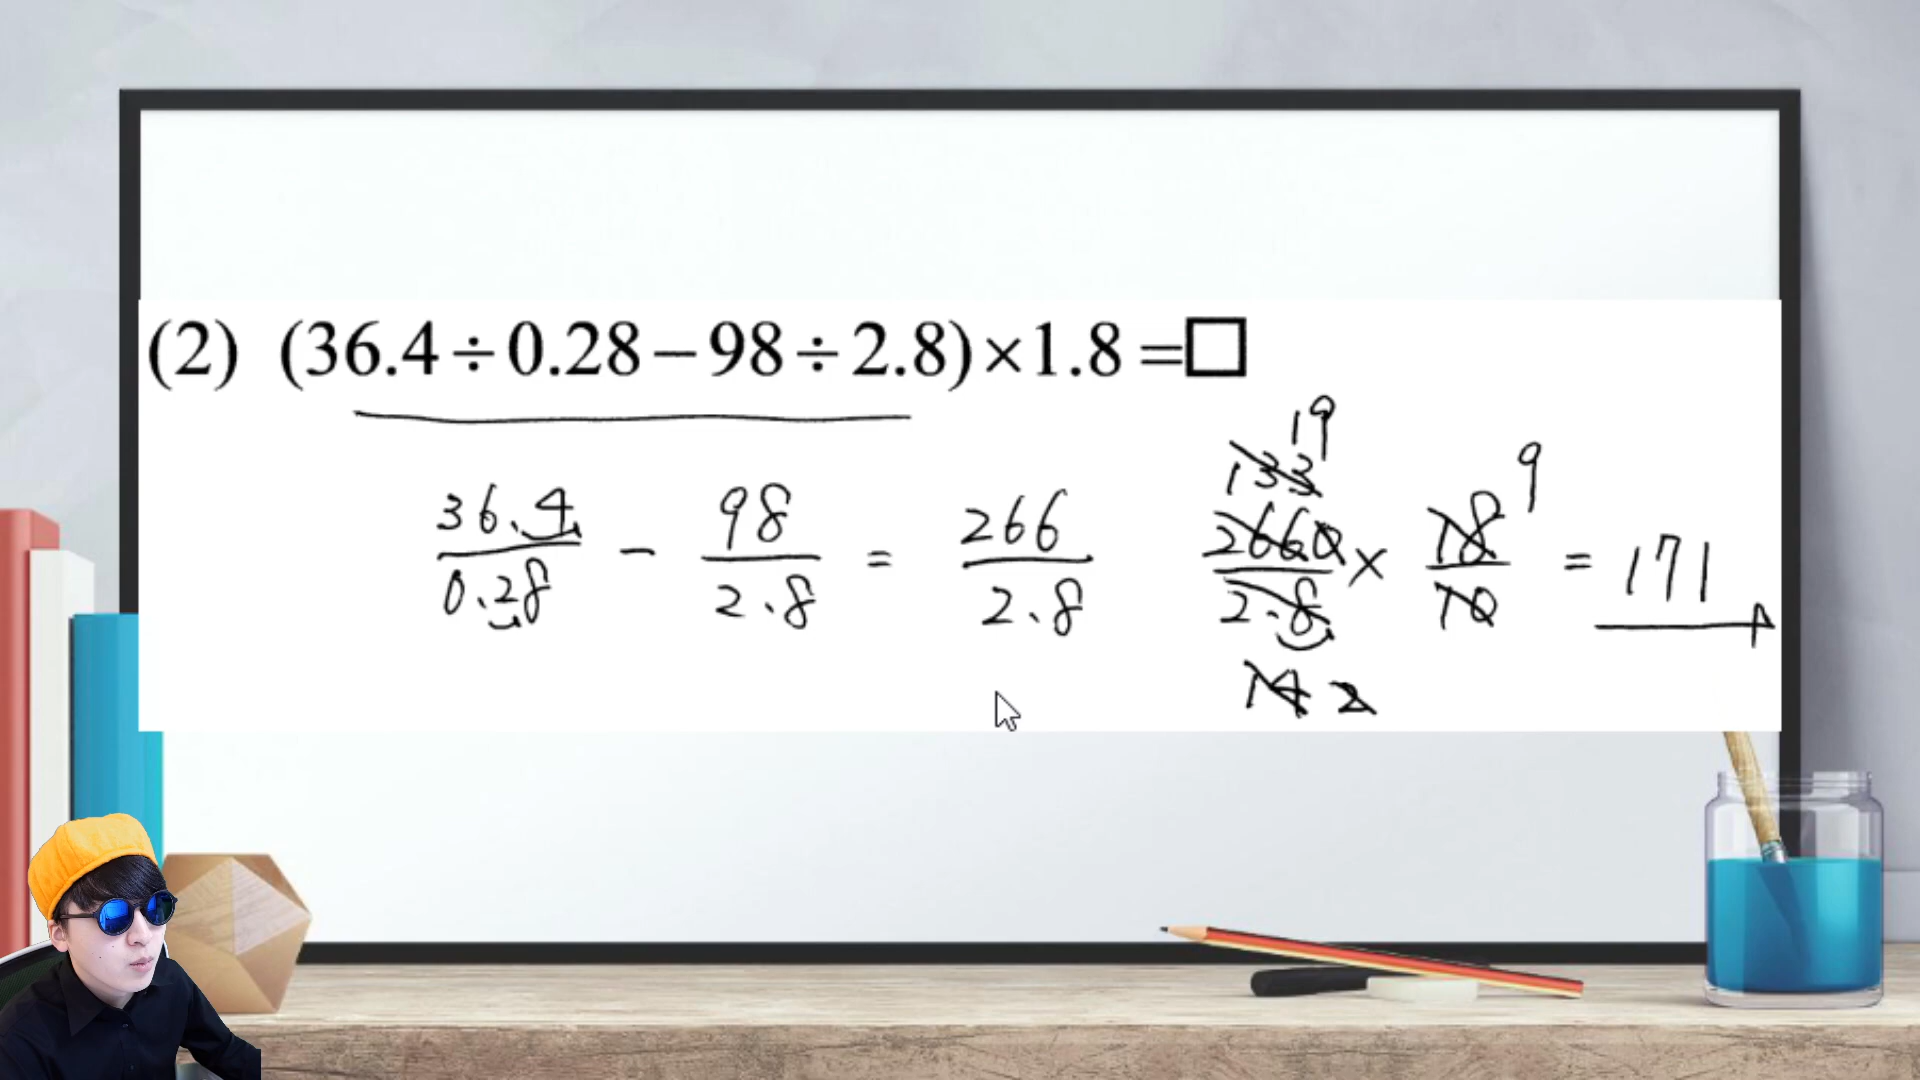 (2) (36.4÷0.28−98÷2.8)×1.8=□
36.4/0.28 − 98/2.8 = 266/2.8
19
133 9
2660/2.8 × 18/10 = 171
14 2